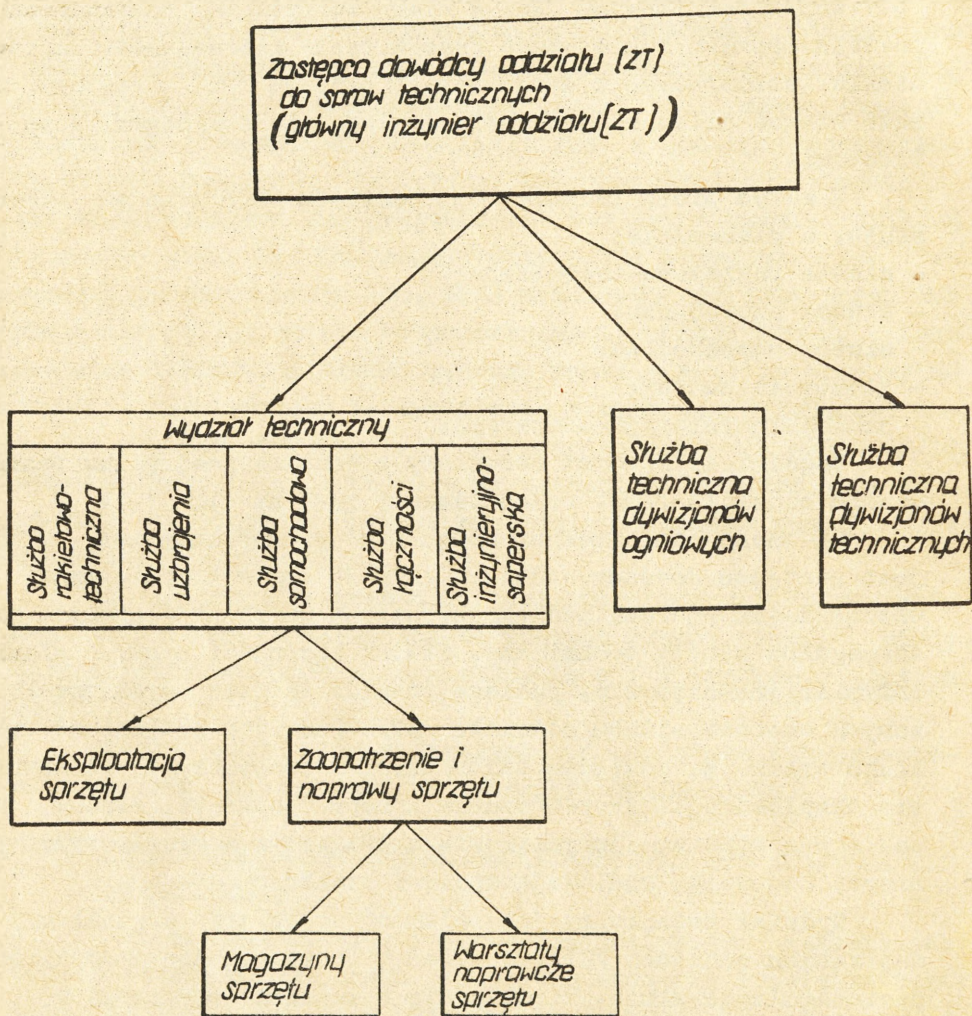 Zastępca dowódcy oddziału (ZT)
do spraw technicznych
(główny inżynier oddziału (ZT))
Wydział techniczny
Służba
rakietowo-
techniczna
Służba
uzbrojenia
Służba
samochodowa
Służba
łączności
Służba
inżynieryjno-
saperska
Służba
techniczna
dywizjonów
ogniowych
Służba
techniczna
dywizjonów
technicznych
Eksploatacja
sprzętu
Zaopatrzenie i
naprawy sprzętu
Magazyny
sprzętu
Warsztaty
naprawcze
sprzętu